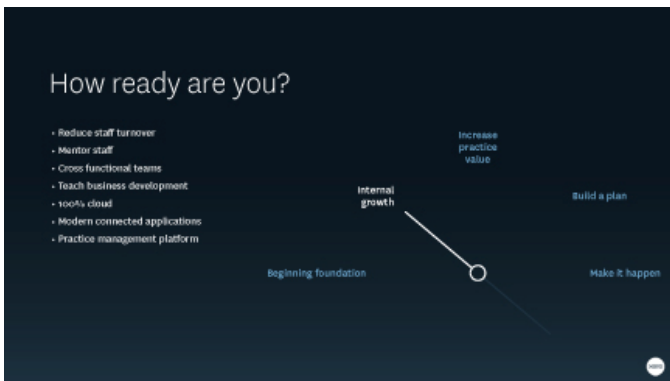 How ready are you?
• Reduce staff turnover
• Mentor staff
• Cross functional teams
• Teach business development
• 100% cloud
• Modern connected applications
• Practice management platform
Increase
practice
value
Internal
growth
Build a plan
Beginning foundation
Make it happen